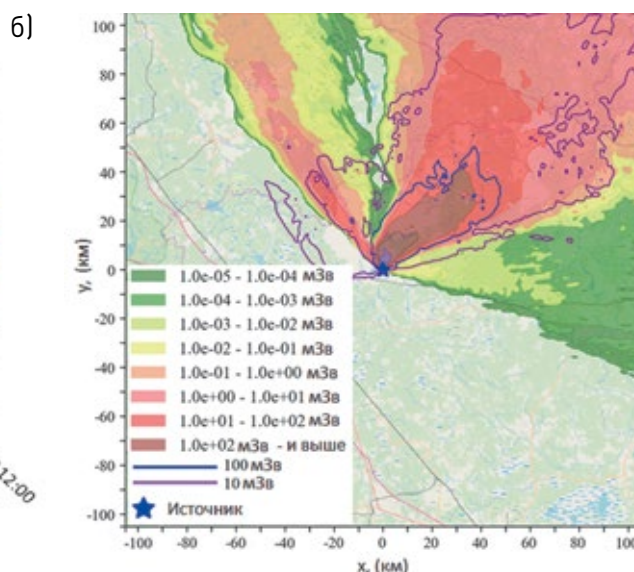 б)
100
80
60
40
20
0
-20
-40
-60
-80
-100
y, (км)
1.0e-05 - 1.0e-04 мЗв
1.0e-04 - 1.0e-03 мЗв
1.0e-03 - 1.0e-02 мЗв
1.0e-02 - 1.0e-01 мЗв
1.0e-01 - 1.0e+00 мЗв
1.0e+00 - 1.0e+01 мЗв
1.0e+01 - 1.0e+02 мЗв
1.0e+02 мЗв - и выше
100 мЗв
10 мЗв
Источник
12:00
-100 -80 -60 -40 -20 0 20 40 60 80 100
x, (км)